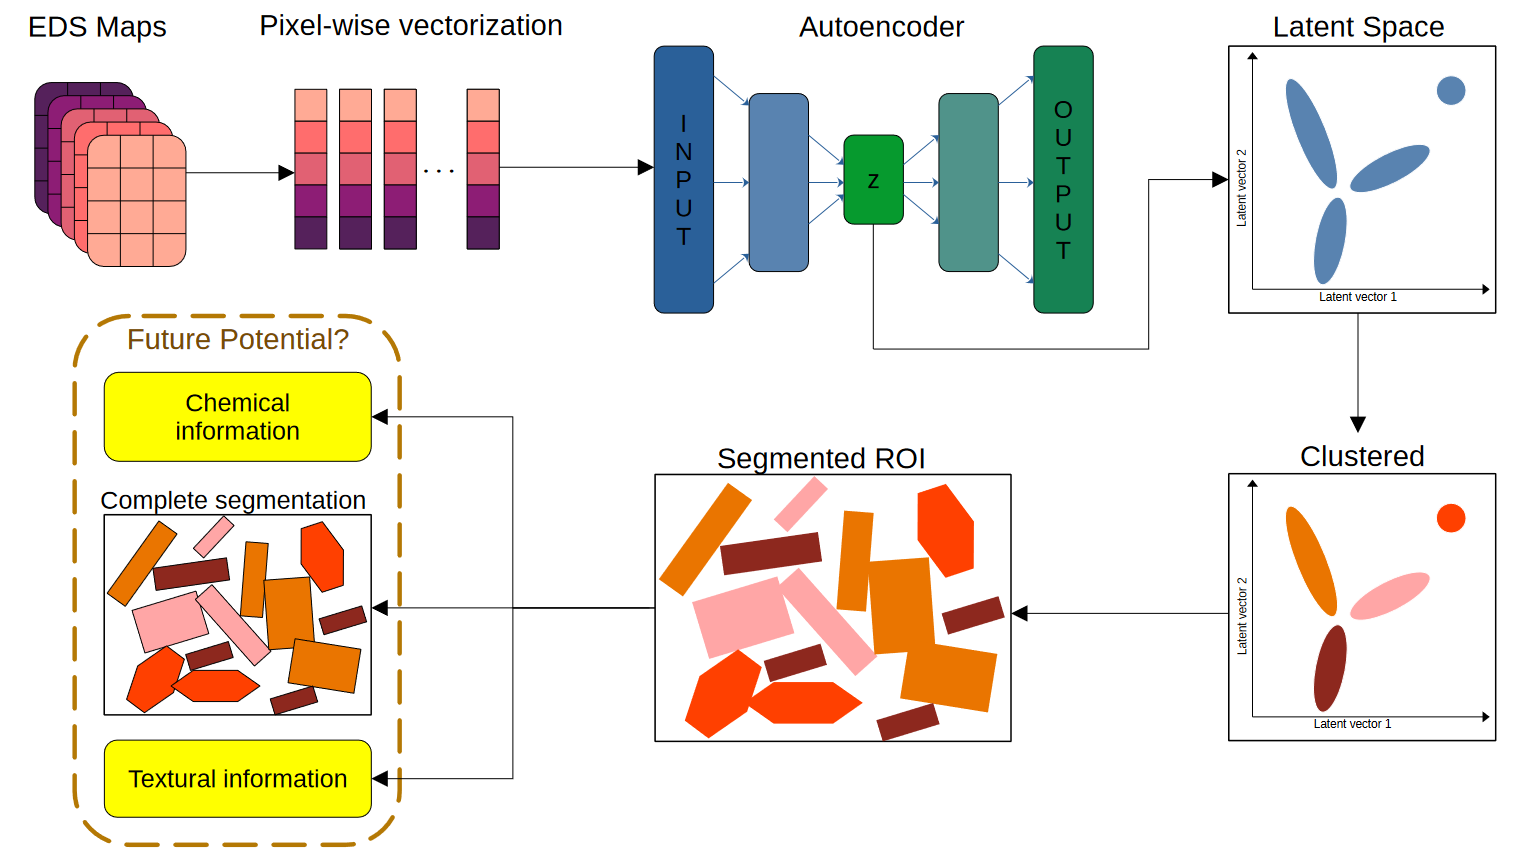 EDS Maps
Pixel-wise vectorization
Autoencoder
Latent Space
INPUT
z
OUTPUT
Latent vector 2
Latent vector 1
Future Potential?
Chemical
information
Complete segmentation
Textural information
Segmented ROI
Clustered
Latent vector 2
Latent vector 1